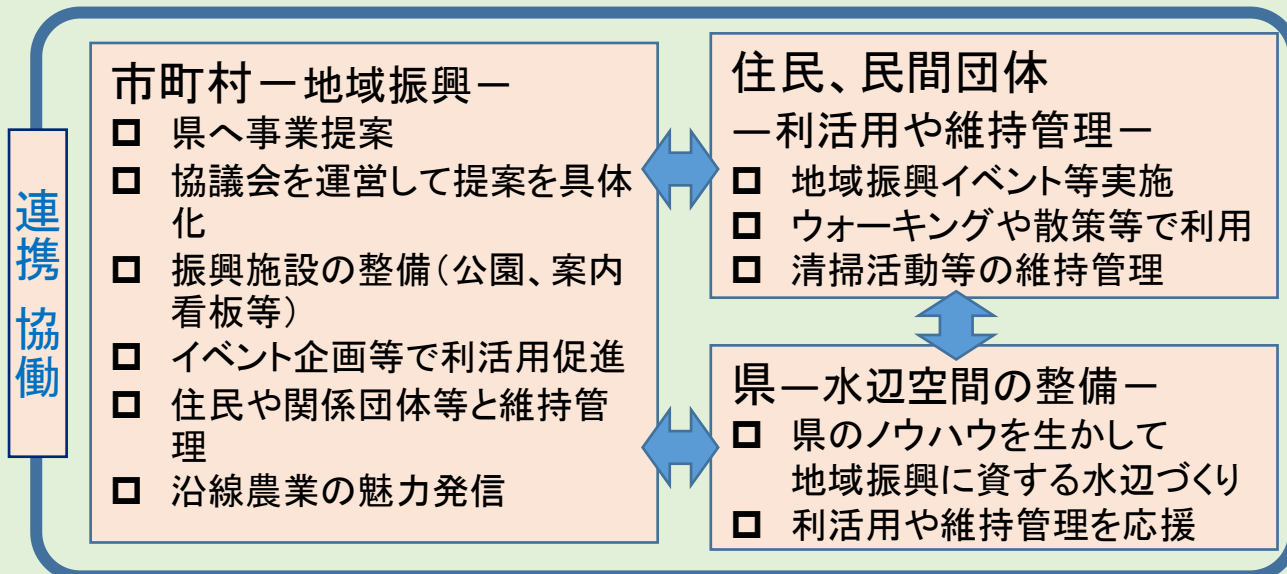 連携 協働
市町村－地域振興－
□ 県へ事業提案
□ 協議会を運営して提案を具体
化
□ 振興施設の整備（公園、案内
看板等）
□ イベント企画等で利活用促進
□ 住民や関係団体等と維持管
理
□ 沿線農業の魅力発信
住民、民間団体
－利活用や維持管理－
□ 地域振興イベント等実施
□ ウォーキングや散策等で利用
□ 清掃活動等の維持管理
県－水辺空間の整備－
□ 県のノウハウを生かして
地域振興に資する水辺づくり
□ 利活用や維持管理を応援